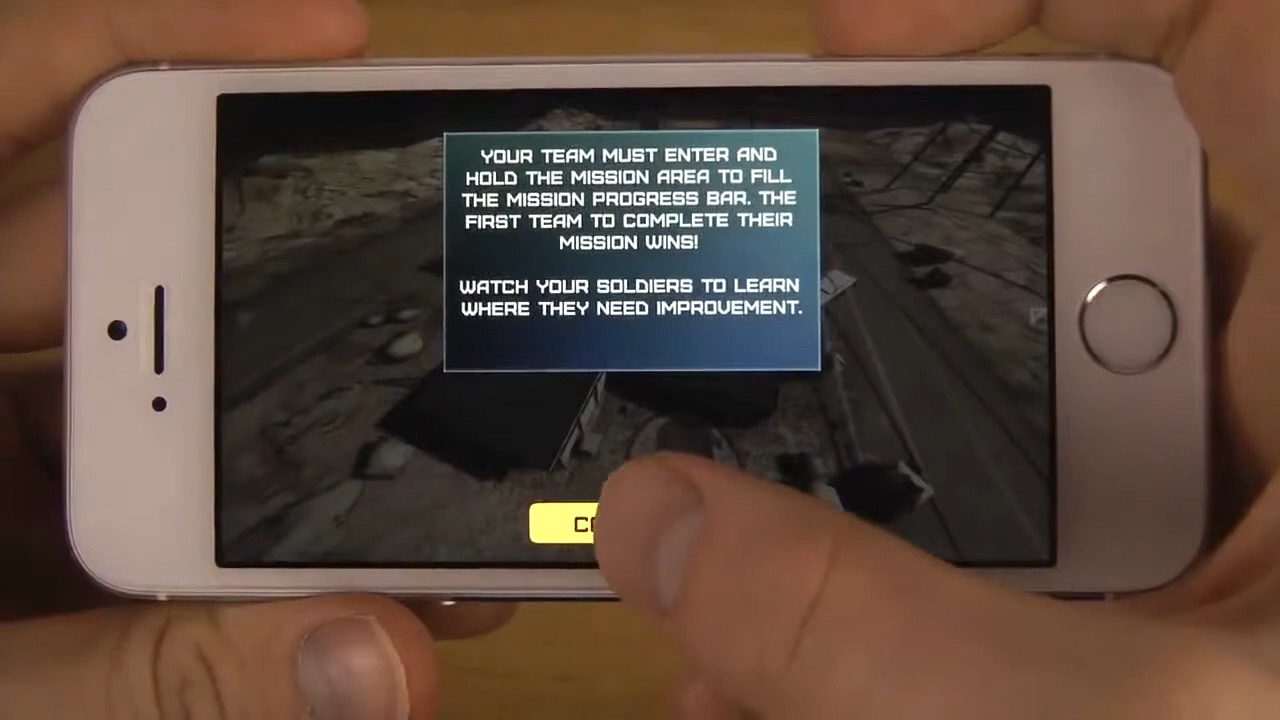 YOUR TEAM MUST ENTER AND
HOLD THE MISSION AREA TO FILL
THE MISSION PROGRESS BAR. THE
FIRST TEAM TO COMPLETE THEIR
MISSION WINS!
WATCH YOUR SOLDIERS TO LEARN
WHERE THEY NEED IMPROVEMENT.